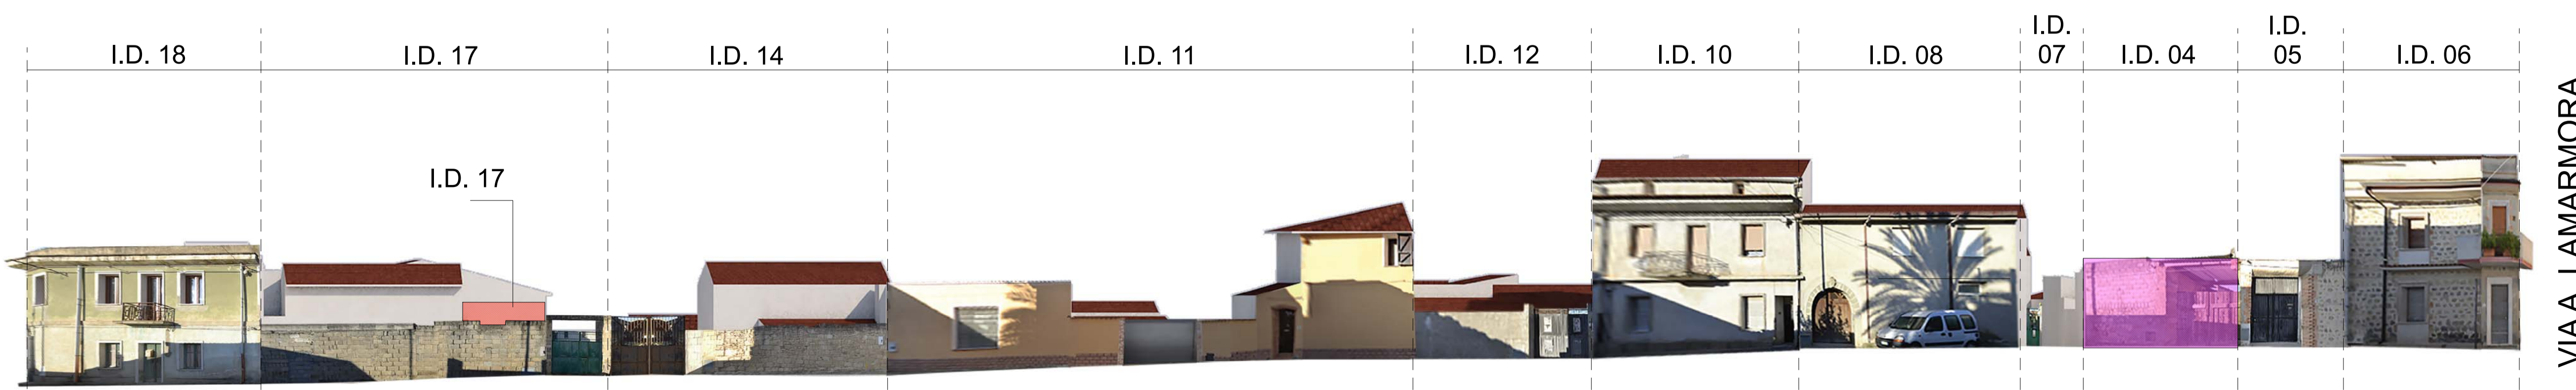 I.D. 18
I.D. 17
I.D. 14
I.D. 11
I.D. 12
I.D. 10
I.D. 08
I.D.
07
I.D. 04
I.D.
05
I.D. 06
I.D. 17
VIA A. LAMARMORA